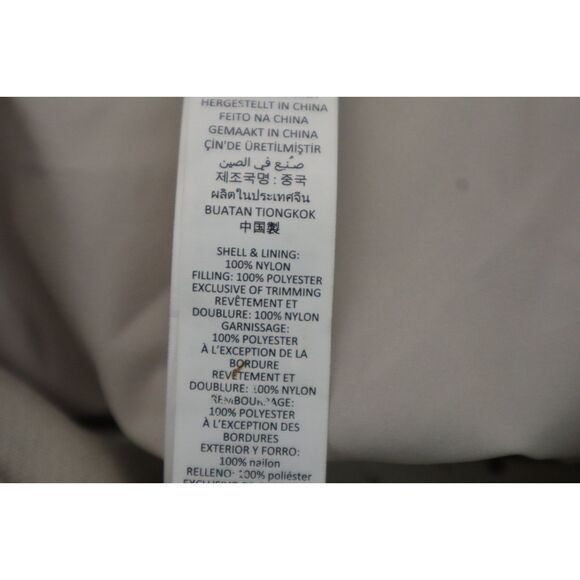 HERGESTELLT IN CHINA
FEITO NA CHINA
GEMAAKT IN CHINA
ÇİN'DE ÜRETİLMİŞTİR
صُنِع في الصين
제조국명 : 중국
ผลิตในประเทศจีน
BUATAN TIONGKOK
中国製
SHELL & LINING:
100% NYLON
FILLING: 100% POLYESTER
EXCLUSIVE OF TRIMMING
REVÊTEMENT ET
DOUBLURE: 100% NYLON
GARNISSAGE:
100% POLYESTER
À L'EXCEPTION DE LA
BORDURE
REVÊTEMENT ET
DOUBLURE: 100% NYLON
REMBOURAGE:
100% POLYESTER
À L'EXCEPTION DES
BORDURES
EXTERIOR Y FORRO:
100% nailon
RELLENO: 100% poliéster